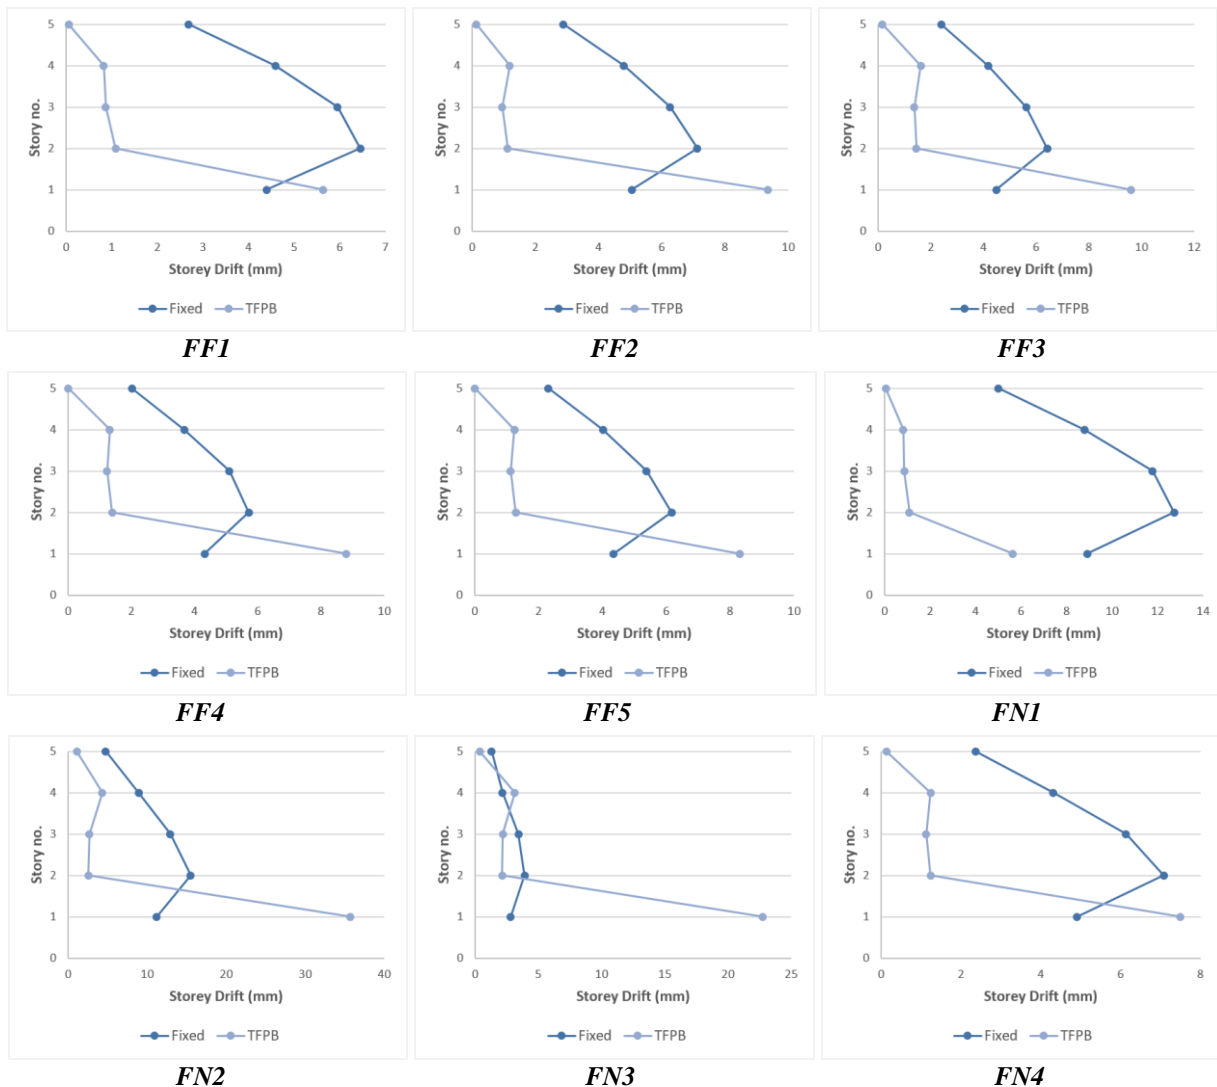 5
4
3
2
1
0
Story no.
0 1 2 3 4 5 6 7
Storey Drift (mm)
Fixed TFPB
FF1
5
4
3
2
1
0
Story no.
0 2 4 6 8 10
Storey Drift (mm)
Fixed TFPB
FF2
5
4
3
2
1
0
Story no.
0 2 4 6 8 10 12
Storey Drift (mm)
Fixed TFPB
FF3
5
4
3
2
1
0
Story no.
0 2 4 6 8 10
Storey Drift (mm)
Fixed TFPB
FF4
5
4
3
2
1
0
Story no.
0 2 4 6 8 10
Storey Drift (mm)
Fixed TFPB
FF5
5
4
3
2
1
0
Story no.
0 2 4 6 8 10 12 14
Storey Drift (mm)
Fixed TFPB
FN1
5
4
3
2
1
0
Story no.
0 10 20 30 40
Storey Drift (mm)
Fixed TFPB
FN2
5
4
3
2
1
0
Story no.
0 5 10 15 20 25
Storey Drift (mm)
Fixed TFPB
FN3
5
4
3
2
1
0
Story no.
0 2 4 6 8
Storey Drift (mm)
Fixed TFPB
FN4